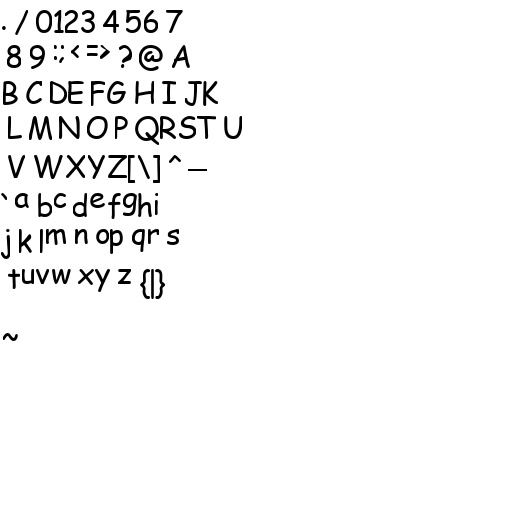 . / 0123 4 56 7
8 9 : ; < = > ? @ A
B C D E F G H I J K
L M N O P Q R S T U
V W X Y Z [ \ ] ^ _
` a b c d e f g h i
j k l m n o p q r s
t u v w x y z { | }
~